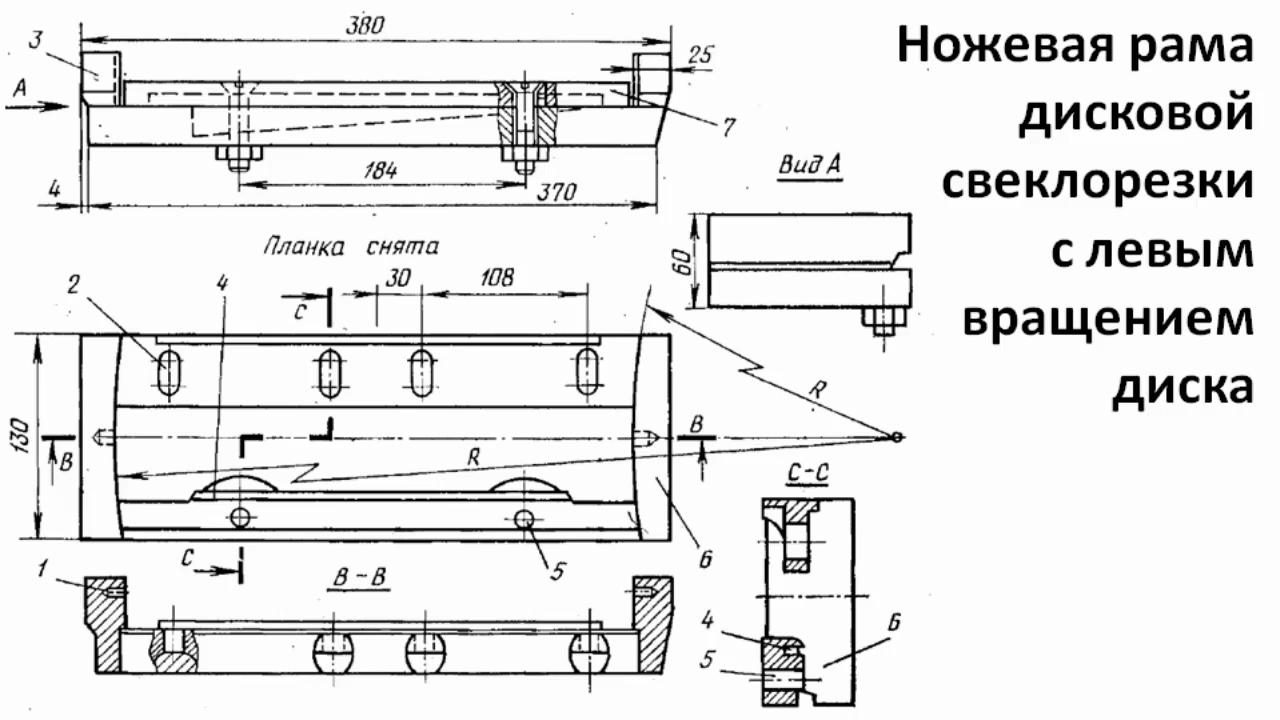 380
Ножевая рама
дисковой
свеклорезки
с левым
вращением
диска
3
25
А
7
184
4
370
Вид А
60
Планка снята
2
4
с
30
108
130
В
В
R
R
С-С
с
5
6
1
В-В
4
5
6